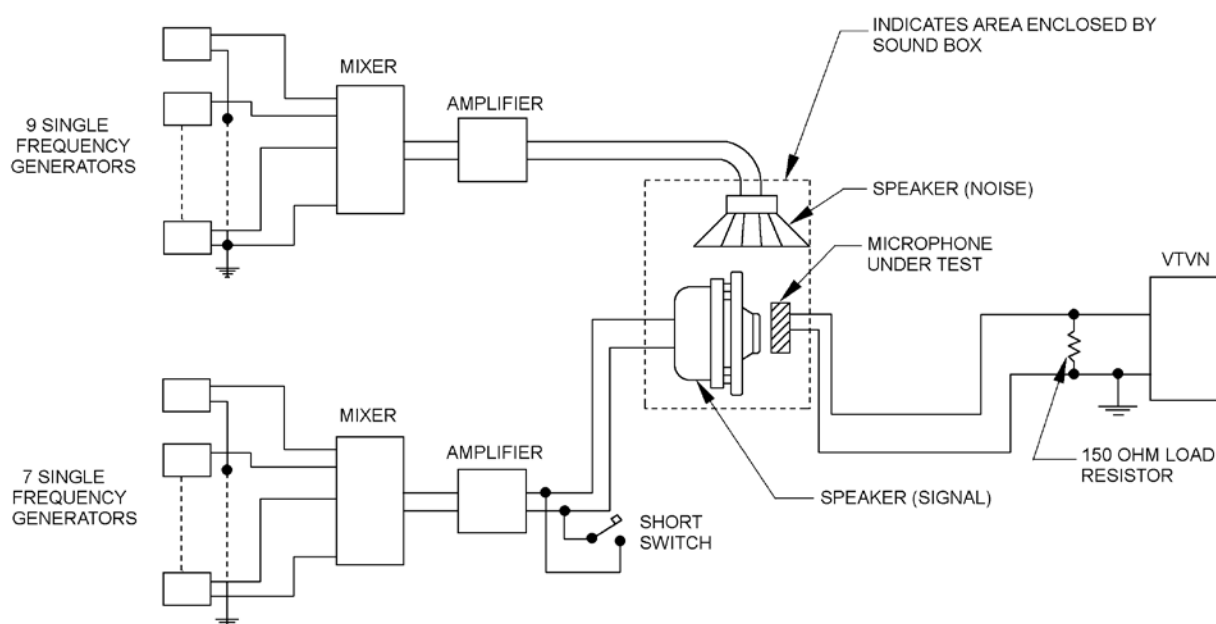 INDICATES AREA ENCLOSED BY
SOUND BOX
MIXER
AMPLIFIER
9 SINGLE
FREQUENCY
GENERATORS
SPEAKER (NOISE)
MICROPHONE
UNDER TEST
VTVN
MIXER
AMPLIFIER
7 SINGLE
FREQUENCY
GENERATORS
SHORT
SWITCH
SPEAKER (SIGNAL)
150 OHM LOAD
RESISTOR